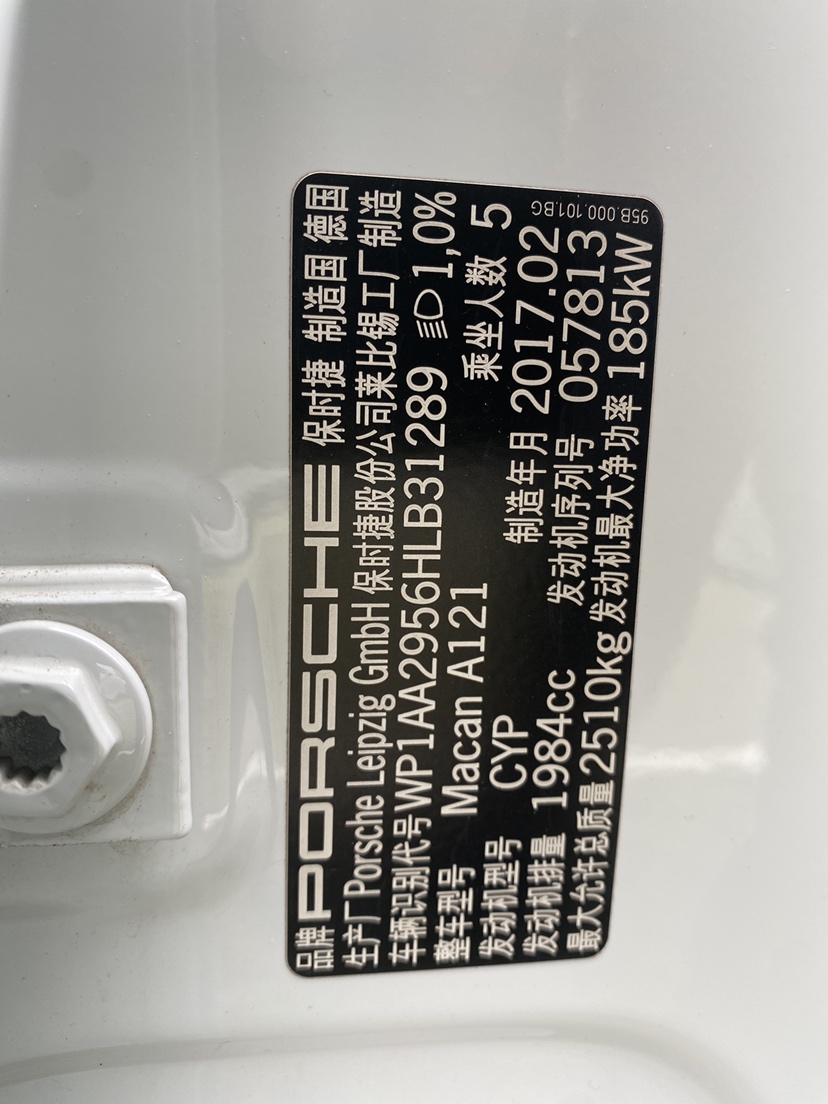 品牌 PORSCHE 保时捷 制造国 德国
生产厂 Porsche Leipzig GmbH 保时捷股份公司莱比锡工厂制造
车辆识别代号 WP1AA2956HLB31289 1,0%
整车型号 Macan A121 乘坐人数 5
发动机型号 CYP 制造年月 2017.02
发动机排量 1984cc 发动机序列号 057813
最大允许总质量 2510kg 发动机最大净功率 185kW
95B.000.101.BG